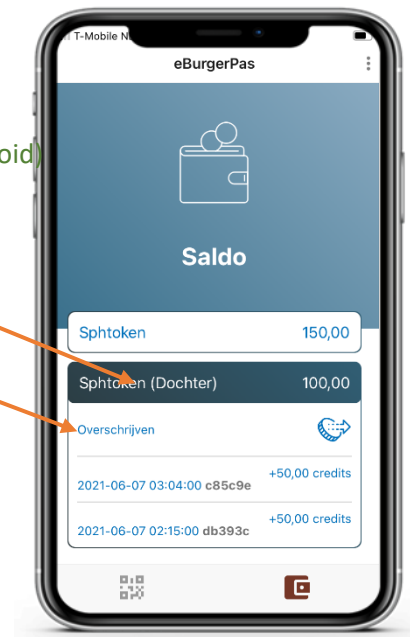 T-Mobile N
eBurgerPas
oid)
Saldo
Sphtoken 150,00
Sphtoken (Dochter) 100,00
Overschrijven
+50,00 credits
2021-06-07 03:04:00 c85c9e
+50,00 credits
2021-06-07 02:15:00 db393c